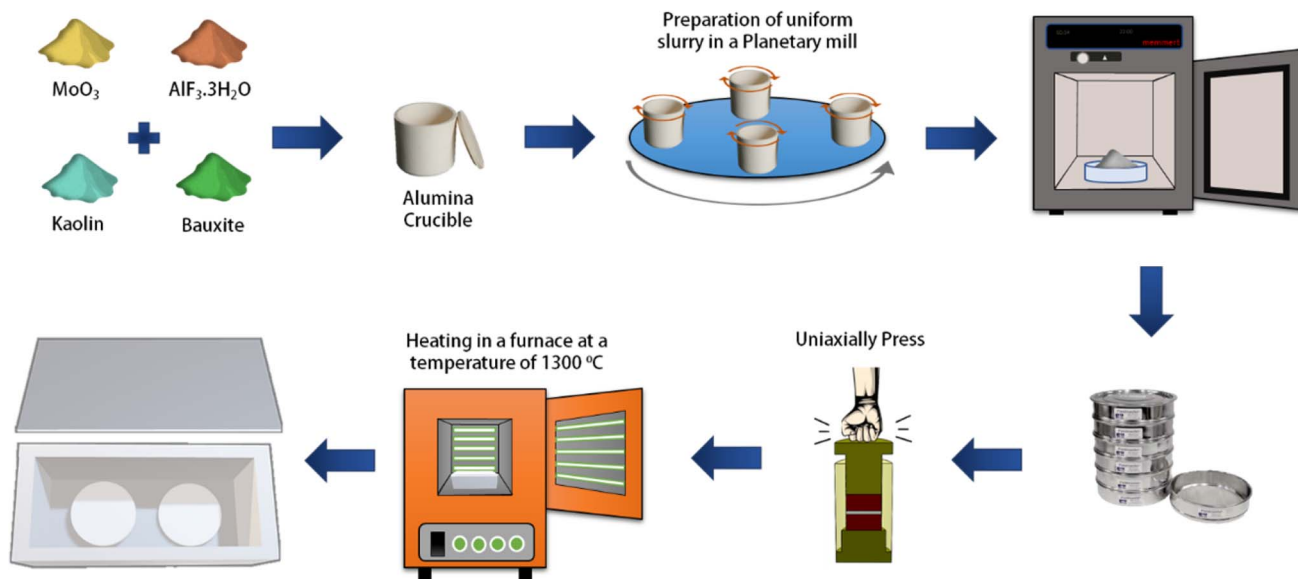 Preparation of uniform
slurry in a Planetary mill
MoO₃
AlF₃.3H₂O
Kaolin
Bauxite
Alumina
Crucible
Heating in a furnace at a
temperature of 1300 ⁰C
Uniaxially Press